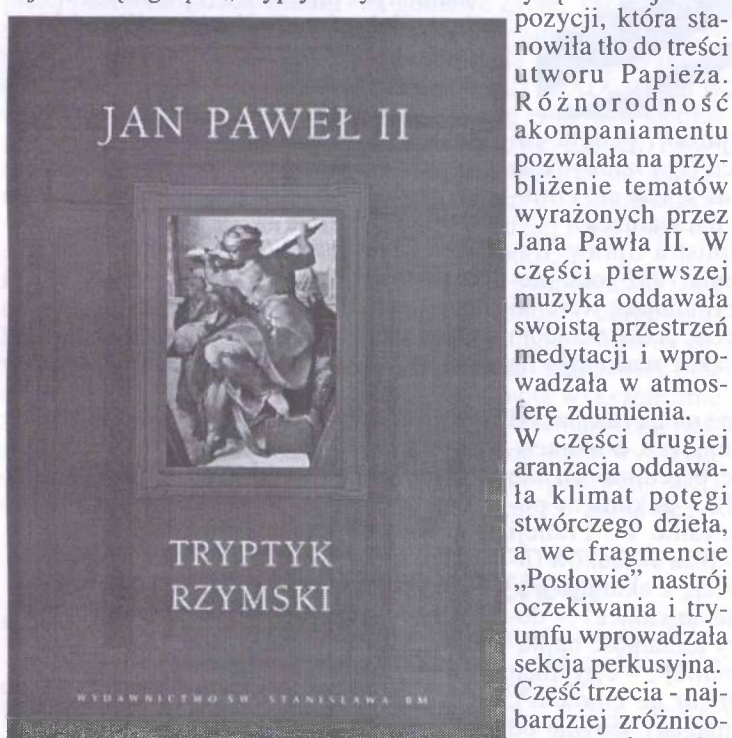 JAN PAWEŁ II
TRYPTYK
RZYMSKI
WYDAWNICTWO ŚW. STANISŁAWA BM
pozycji, która sta-
nowiła tło do treści
utworu Papieża.
Różnorodność
akompaniamentu
pozwalała na przy-
bliżenie tematów
wyrażonych przez
Jana Pawła II. W
części pierwszej
muzyka oddawała
swoistą przestrzeń
medytacji i wpro-
wadzała w atmos-
ferę zdumienia.
W części drugiej
aranżacja oddawa-
ła klimat potęgi
stwórczego dzieła,
a we fragmencie
„Posłowie” nastrój
oczekiwania i try-
umfu wprowadzała
sekcja perkusyjna.
Część trzecia - naj-
bardziej zróżnico-